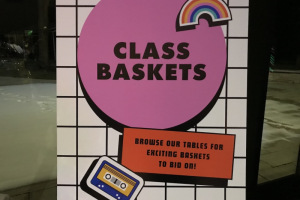 CLASS
BASKETS
BROWSE OUR TABLES FOR
EXCITING BASKETS
TO BID ON!